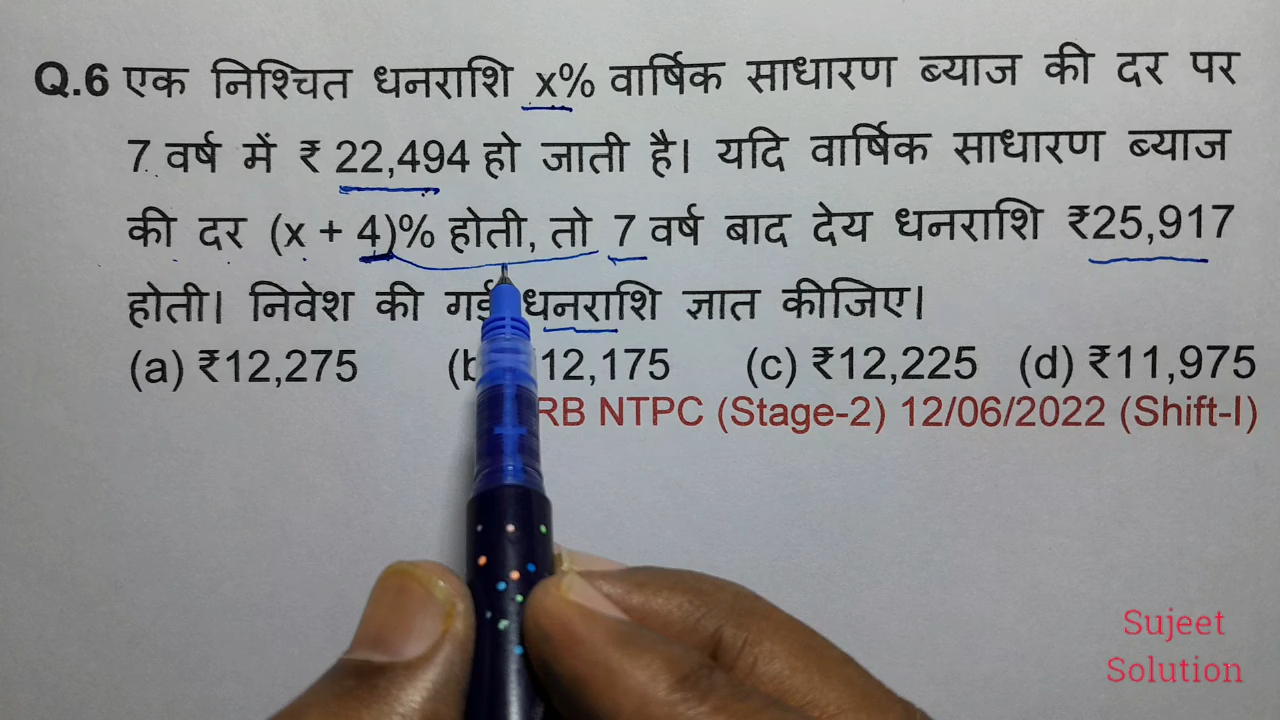 Q.6 एक निश्चित धनराशि x% वार्षिक साधारण ब्याज की दर पर
7 वर्ष में ₹ 22,494 हो जाती है। यदि वार्षिक साधारण ब्याज
की दर (x + 4)% होती, तो 7 वर्ष बाद देय धनराशि ₹25,917
होती। निवेश की गई धनराशि ज्ञात कीजिए।
(a) ₹12,275 (b 12,175 (c) ₹12,225 (d) ₹11,975
RB NTPC (Stage-2) 12/06/2022 (Shift-I)
Sujeet
Solution